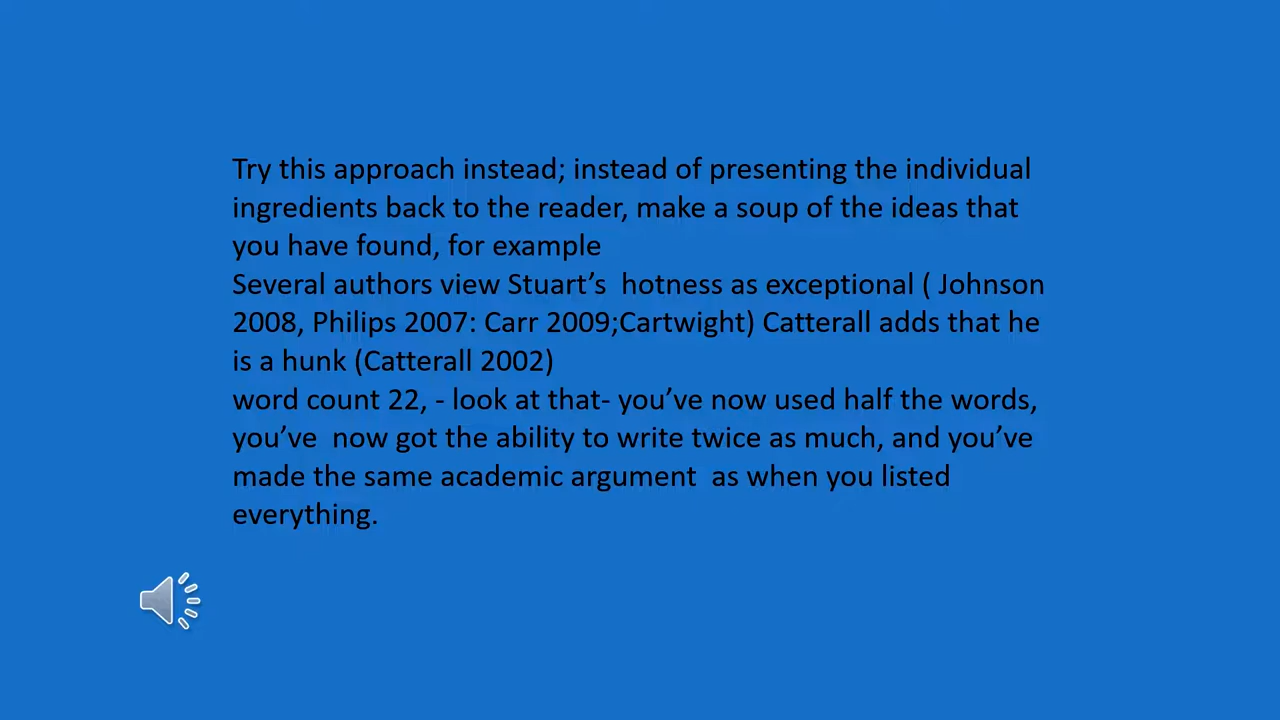 Try this approach instead; instead of presenting the individual
ingredients back to the reader, make a soup of the ideas that
you have found, for example
Several authors view Stuart’s  hotness as exceptional ( Johnson
2008, Philips 2007: Carr 2009;Cartwight) Catterall adds that he
is a hunk (Catterall 2002)
word count 22, - look at that- you’ve now used half the words,
you’ve  now got the ability to write twice as much, and you’ve
made the same academic argument  as when you listed
everything.